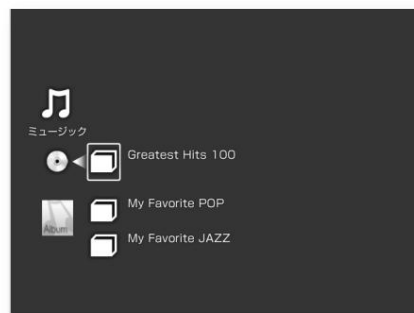 ミュージック
Greatest Hits 100
My Favorite POP
Album
My Favorite JAZZ